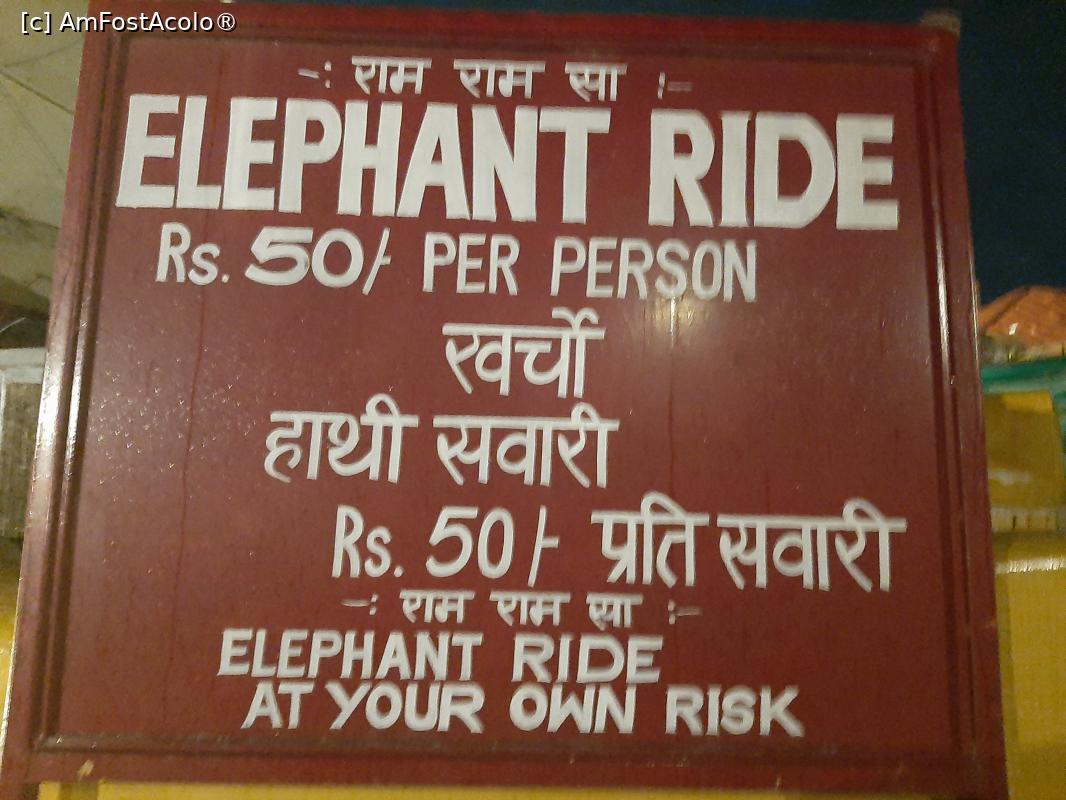 [c] AmFostAcolo®
-: राम राम सा :-
ELEPHANT RIDE
Rs. 50/- PER PERSON
खर्चो
हाथी सवारी
Rs. 50/- प्रति सवारी
-: राम राम सा :-
ELEPHANT RIDE
AT YOUR OWN RISK